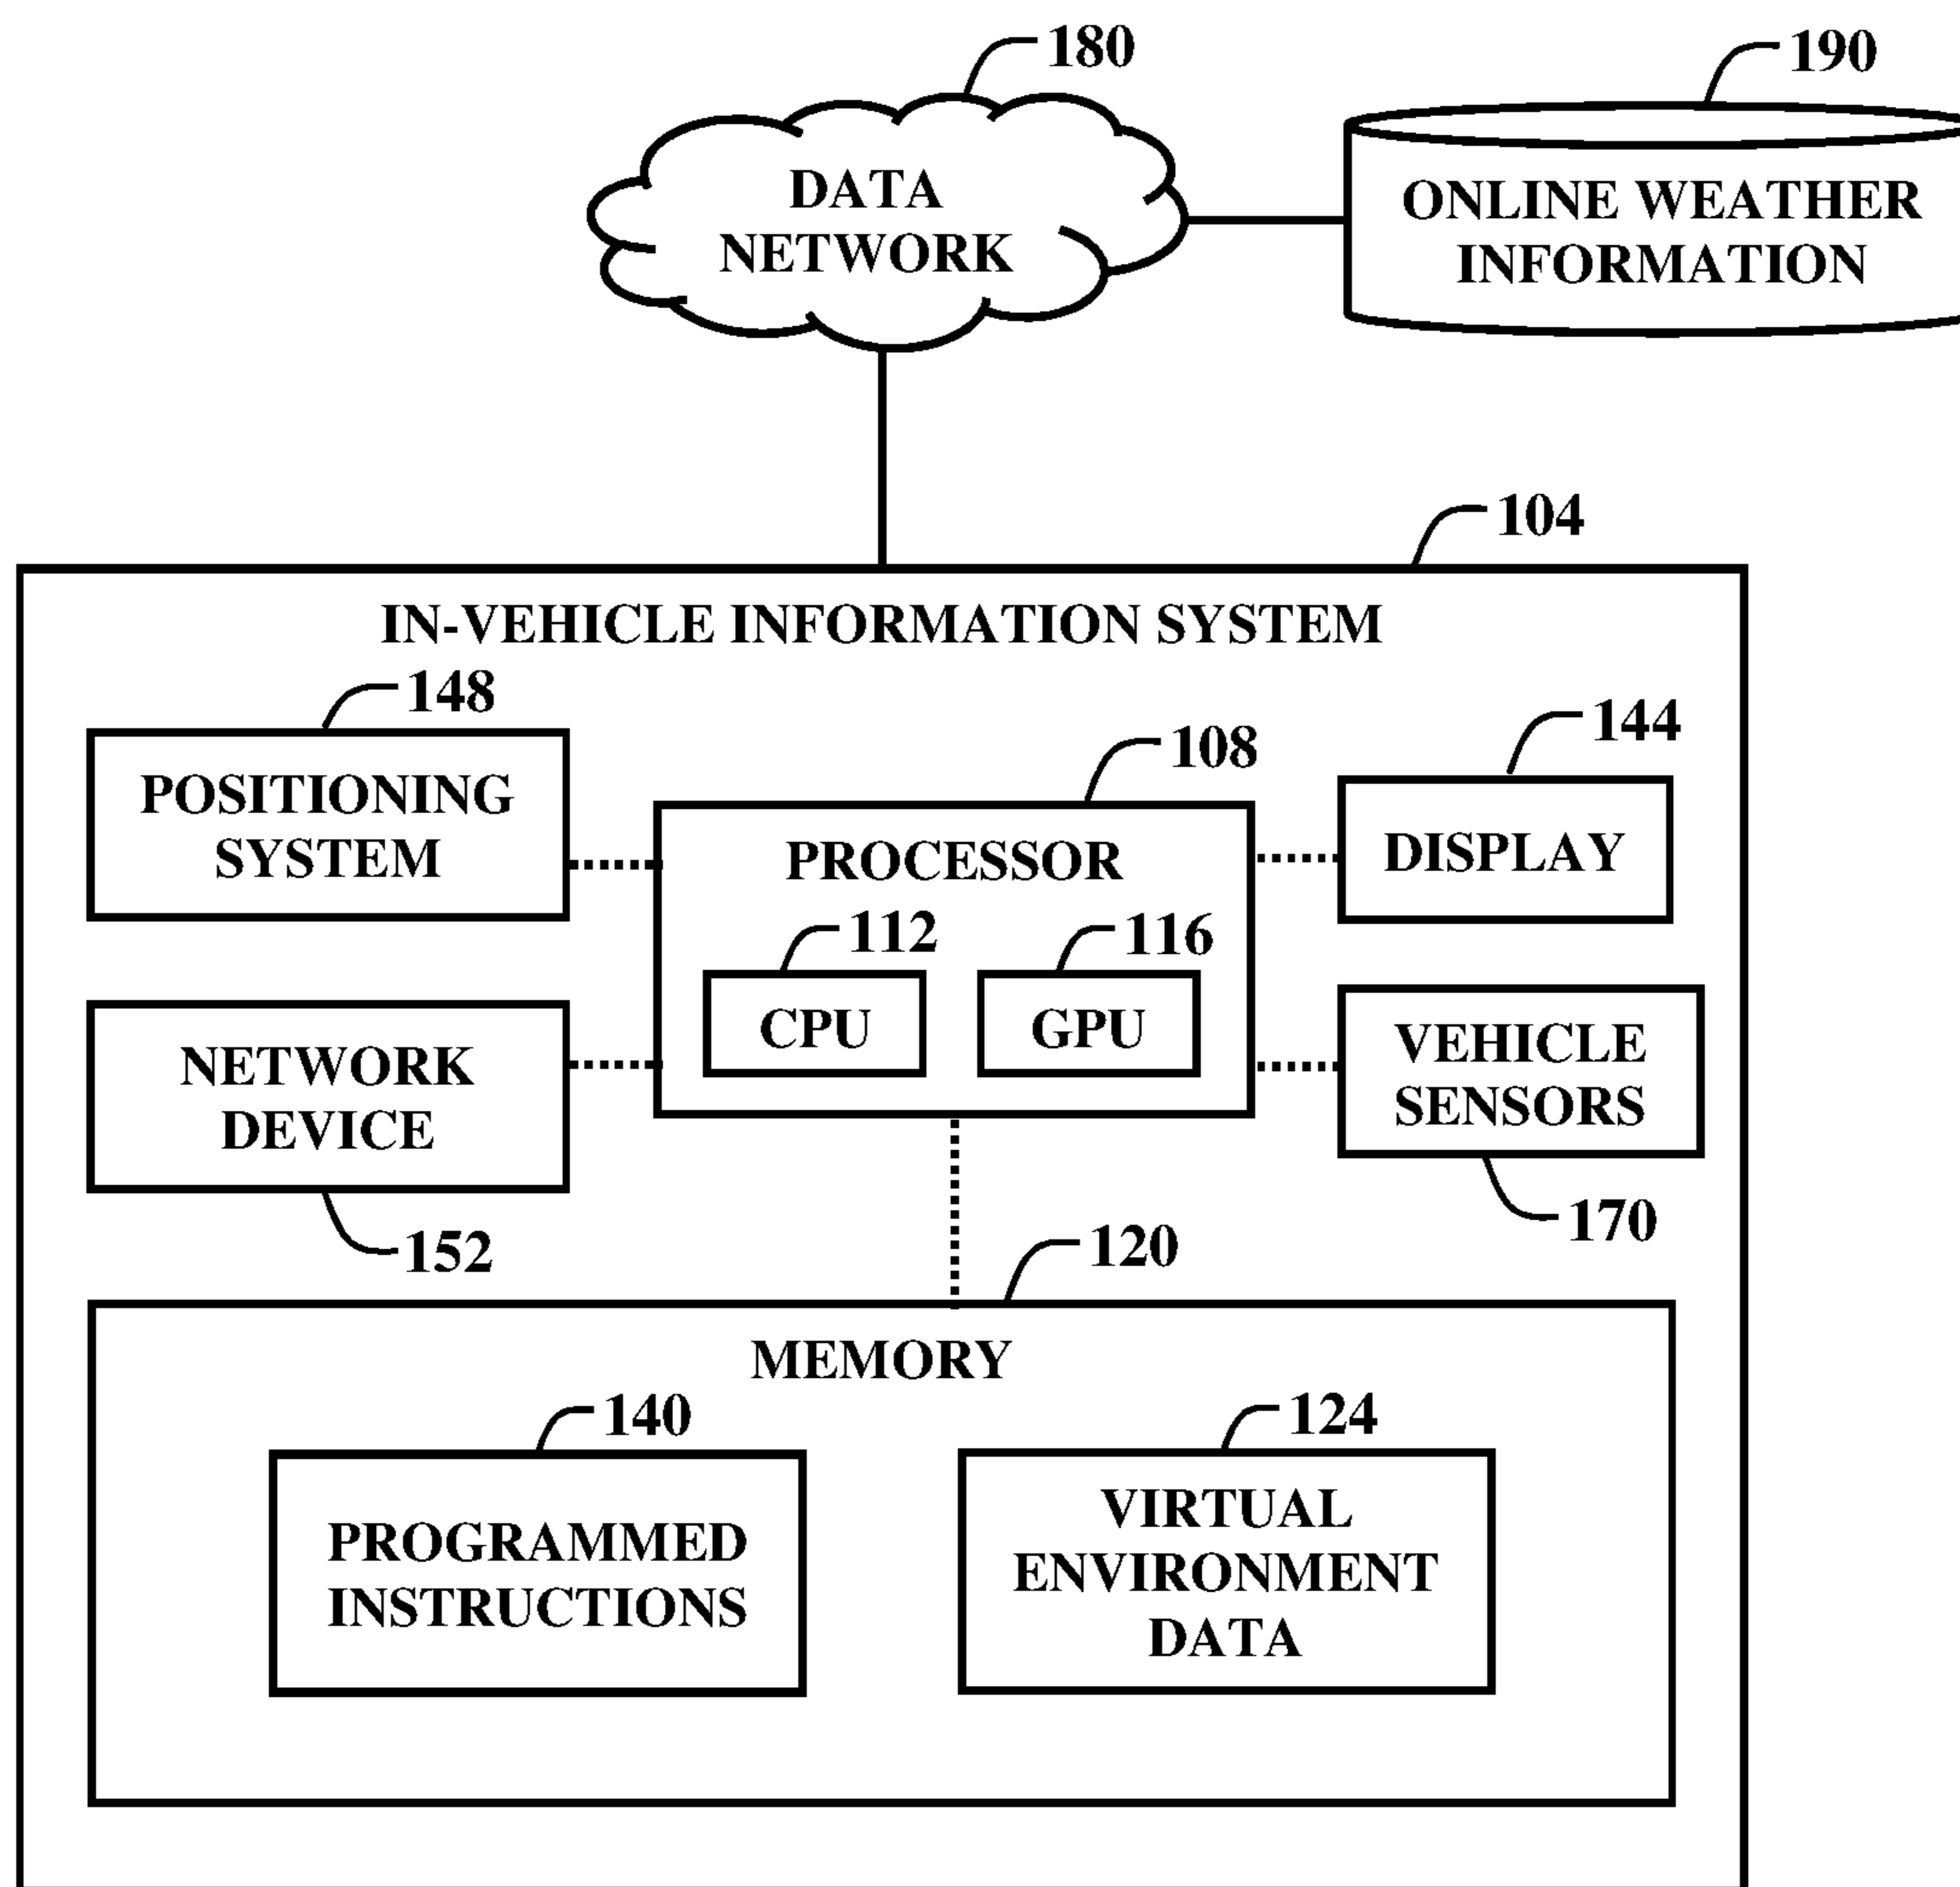 180
190
DATA
NETWORK
ONLINE WEATHER
INFORMATION
104
IN-VEHICLE INFORMATION SYSTEM
148
POSITIONING
SYSTEM
108
PROCESSOR
144
DISPLAY
112
CPU
116
GPU
NETWORK
DEVICE
152
VEHICLE
SENSORS
170
120
MEMORY
140
PROGRAMMED
INSTRUCTIONS
124
VIRTUAL
ENVIRONMENT
DATA